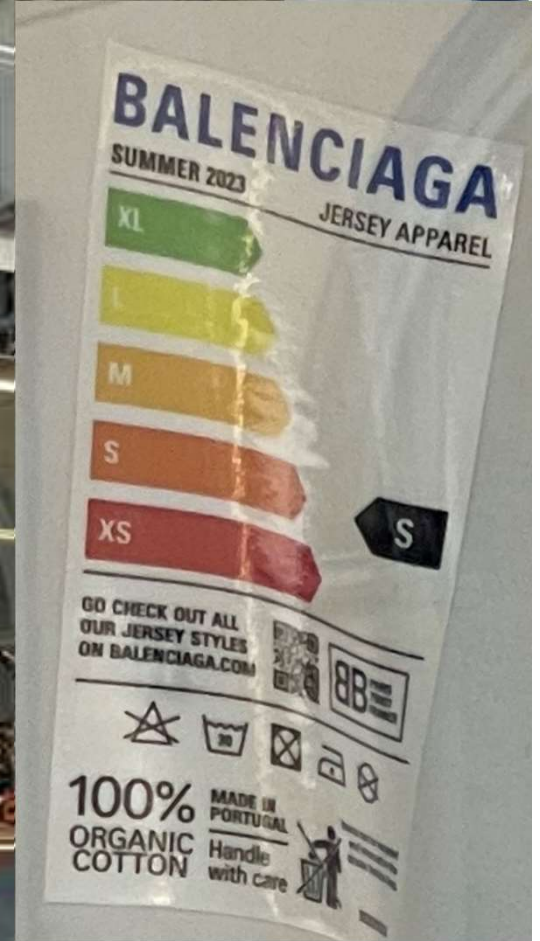 BALENCIAGA
SUMMER 2023
JERSEY APPAREL
XL
L
M
S
XS
S
GO CHECK OUT ALL
OUR JERSEY STYLES
ON BALENCIAGA.COM
BB
30
100%
ORGANIC
COTTON
MADE IN
PORTUGAL
Handle
with care